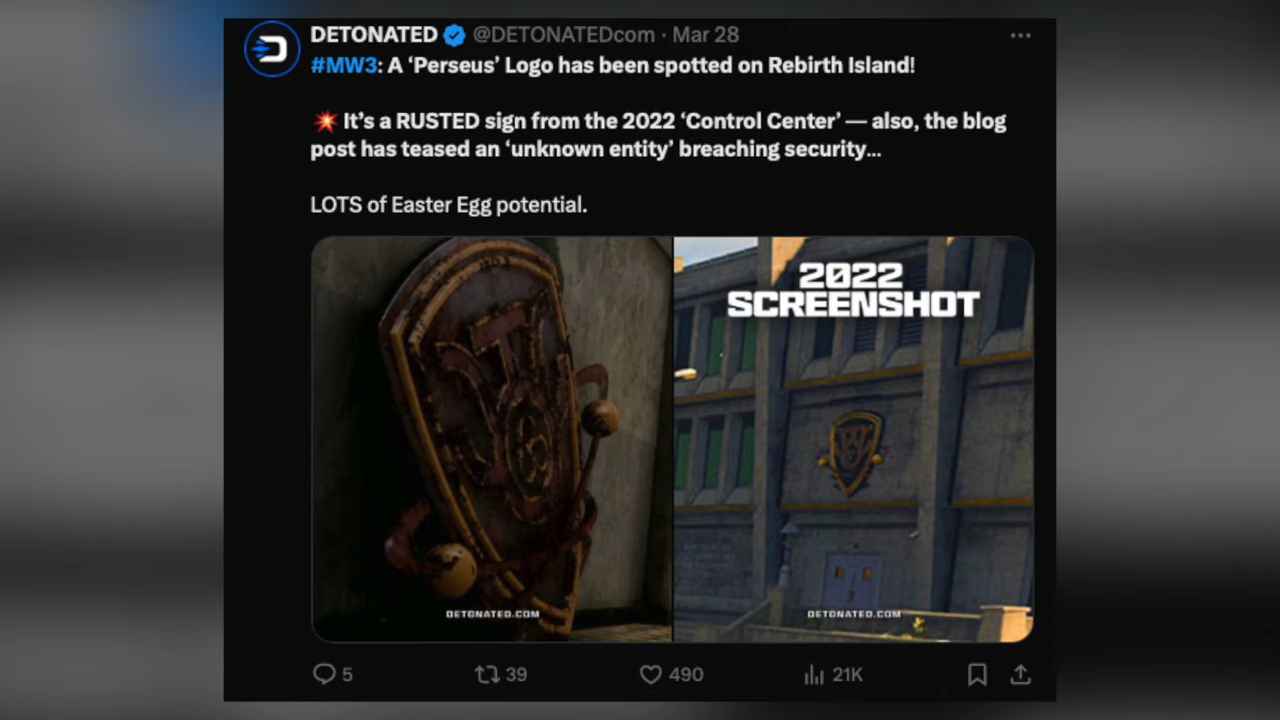 DETONATED @DETONATEDcom · Mar 28
#MW3: A ‘Perseus’ Logo has been spotted on Rebirth Island!
💥 It’s a RUSTED sign from the 2022 ‘Control Center’ — also, the blog
post has teased an ‘unknown entity’ breaching security...
LOTS of Easter Egg potential.
2022
SCREENSHOT
DETONATED.COM
DETONATED.COM
5 39 490 21K